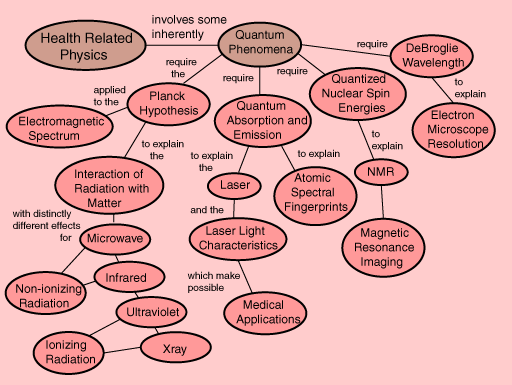 Health Related
Physics
involves some
inherently
Quantum
Phenomena
require
DeBroglie
Wavelength
require
the
require
require
to
explain
applied
to the
Planck
Hypothesis
Quantized
Nuclear Spin
Energies
Electromagnetic
Spectrum
Quantum
Absorption and
Emission
Electron
Microscope
Resolution
to explain
the
to explain
the
to explain
to
explain
Interaction of
Radiation with
Matter
Laser
Atomic
Spectral
Fingerprints
NMR
with distinctly
different effects
for
and the
Microwave
Laser Light
Characteristics
Magnetic
Resonance
Imaging
Non-ionizing
Radiation
Infrared
which make
possible
Ultraviolet
Medical
Applications
Ionizing
Radiation
Xray